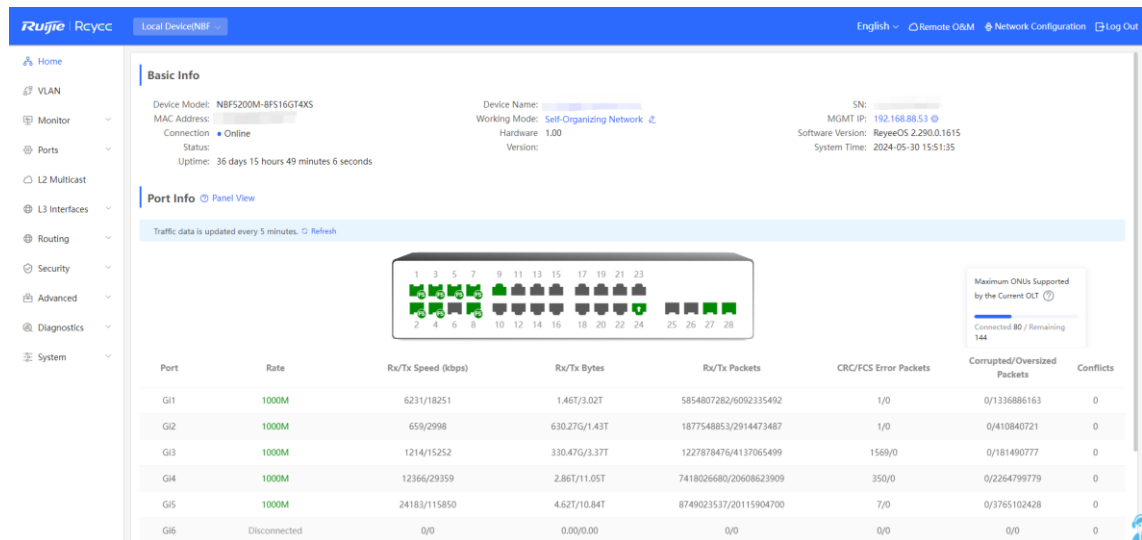 Ruijie | Rcycc Local Device(NBF English Remote O&M Network Configuration Log Out
Home
VLAN
Monitor
Ports
L2 Multicast
L3 Interfaces
Routing
Security
Advanced
Diagnostics
System
Basic Info
Device Model: NBF5200M-8FS16GT4XS Device Name: SN:
MAC Address: Working Mode: Self-Organizing Network MGMT IP: 192.168.88.53
Connection Online Hardware 1.00 Software Version: ReyeeOS 2.290.0.1615
Status: Version: System Time: 2024-05-30 15:51:35
Uptime: 36 days 15 hours 49 minutes 6 seconds
Port Info Panel View
Traffic data is updated every 5 minutes. Refresh
1 3 5 7 9 11 13 15 17 19 21 23
FS FS FS FS
FS FS FS
2 4 6 8 10 12 14 16 18 20 22 24 25 26 27 28
Maximum ONUs Supported
by the Current OLT
Connected 80 / Remaining
144
Port Rate Rx/Tx Speed (kbps) Rx/Tx Bytes Rx/Tx Packets CRC/FCS Error Packets Corrupted/Oversized Packets Conflicts
Gi1 1000M 6231/18251 1.46T/3.02T 5854807282/6092335492 1/0 0/1336886163 0
Gi2 1000M 659/2998 630.27G/1.43T 1877548853/2914473487 1/0 0/410840721 0
Gi3 1000M 1214/15252 330.47G/3.37T 1227878476/4137065499 1569/0 0/181490777 0
Gi4 1000M 12366/29359 2.86T/11.05T 7418026680/20608623909 350/0 0/2264799779 0
Gi5 1000M 24183/115850 4.62T/10.84T 8749023537/20115904700 7/0 0/3765102428 0
Gi6 Disconnected 0/0 0.00/0.00 0/0 0/0 0/0 0